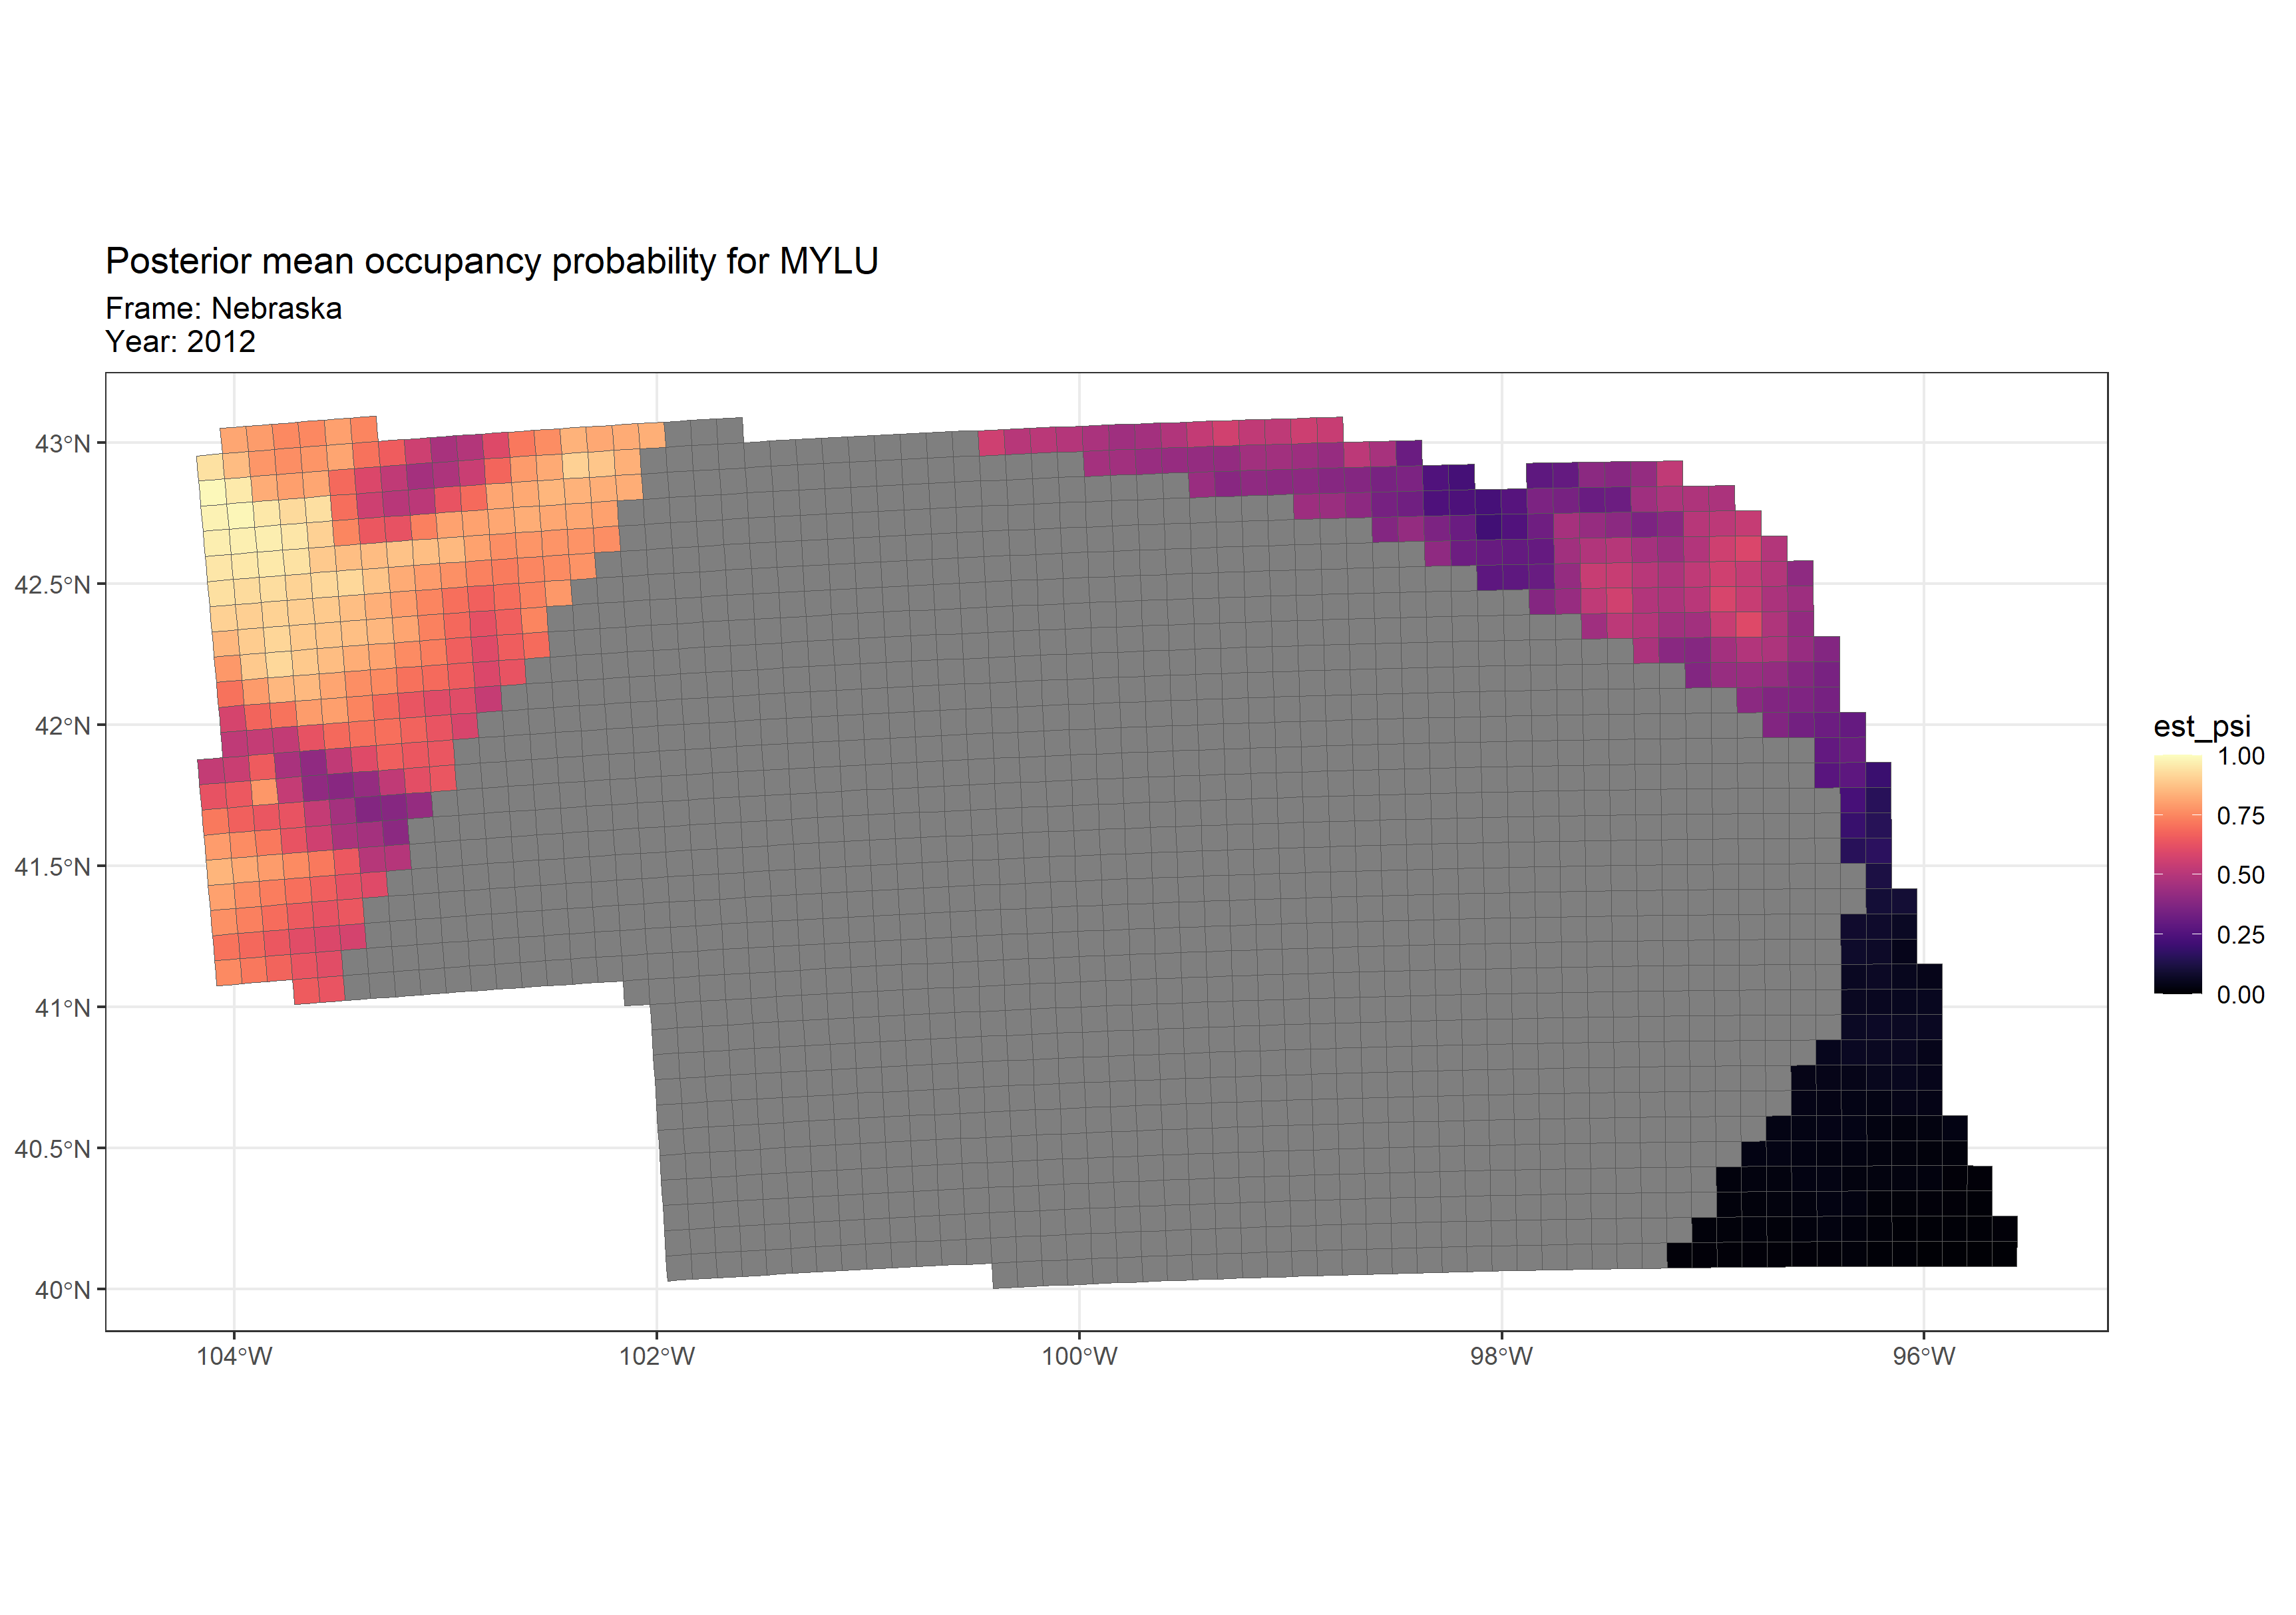 Posterior mean occupancy probability for MYLU
Frame: Nebraska
Year: 2012
43°N
42.5°N
42°N
41.5°N
41°N
40.5°N
40°N
104°W
102°W
100°W
98°W
96°W
est_psi
1.00
0.75
0.50
0.25
0.00